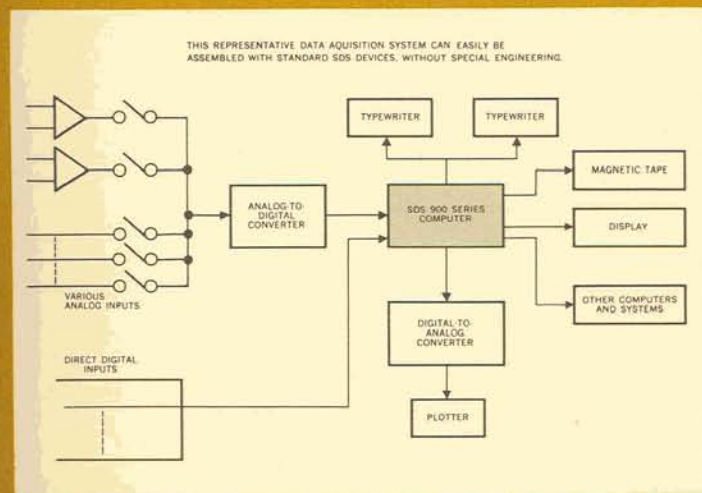 THIS REPRESENTATIVE DATA AQUISITION SYSTEM CAN EASILY BE
ASSEMBLED WITH STANDARD SDS DEVICES, WITHOUT SPECIAL ENGINEERING.
TYPEWRITER
TYPEWRITER
MAGNETIC TAPE
ANALOG-TO-
DIGITAL
CONVERTER
SDS 900 SERIES
COMPUTER
DISPLAY
VARIOUS
ANALOG INPUTS
OTHER COMPUTERS
AND SYSTEMS
DIGITAL-TO-
ANALOG
CONVERTER
DIRECT DIGITAL
INPUTS
PLOTTER